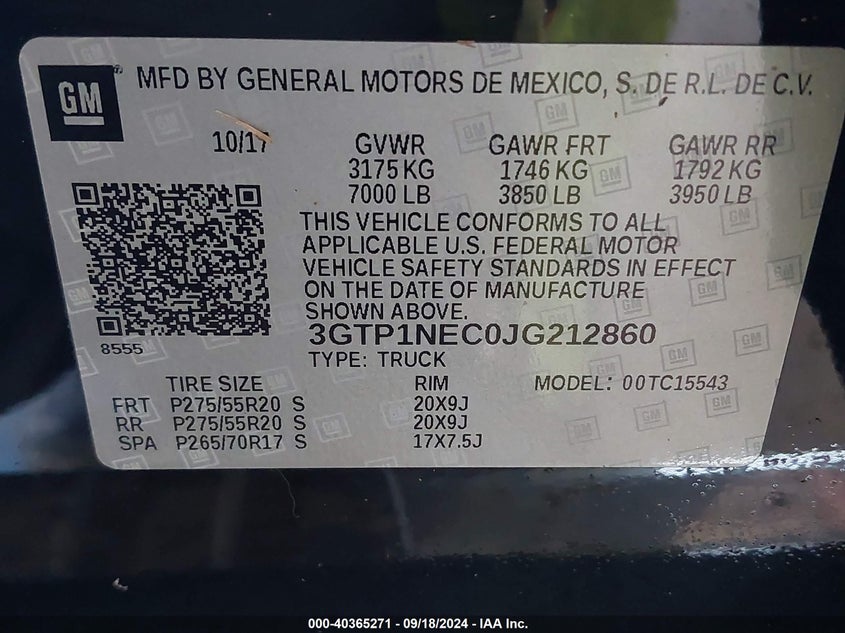 GM
MFD BY GENERAL MOTORS DE MEXICO, S. DE R.L. DE C.V.
10/17 GVWR GAWR FRT GAWR RR
3175 KG 1746 KG 1792 KG
7000 LB 3850 LB 3950 LB
THIS VEHICLE CONFORMS TO ALL
APPLICABLE U.S. FEDERAL MOTOR
VEHICLE SAFETY STANDARDS IN EFFECT
ON THE DATE OF MANUFACTURE
SHOWN ABOVE.
8555
3GTP1NEC0JG212860
TYPE: TRUCK
TIRE SIZE RIM MODEL: 00TC15543
FRT P275/55R20 S 20X9J
RR P275/55R20 S 20X9J
SPA P265/70R17 S 17X7.5J
000-40365271 - 09/18/2024 - IAA Inc.